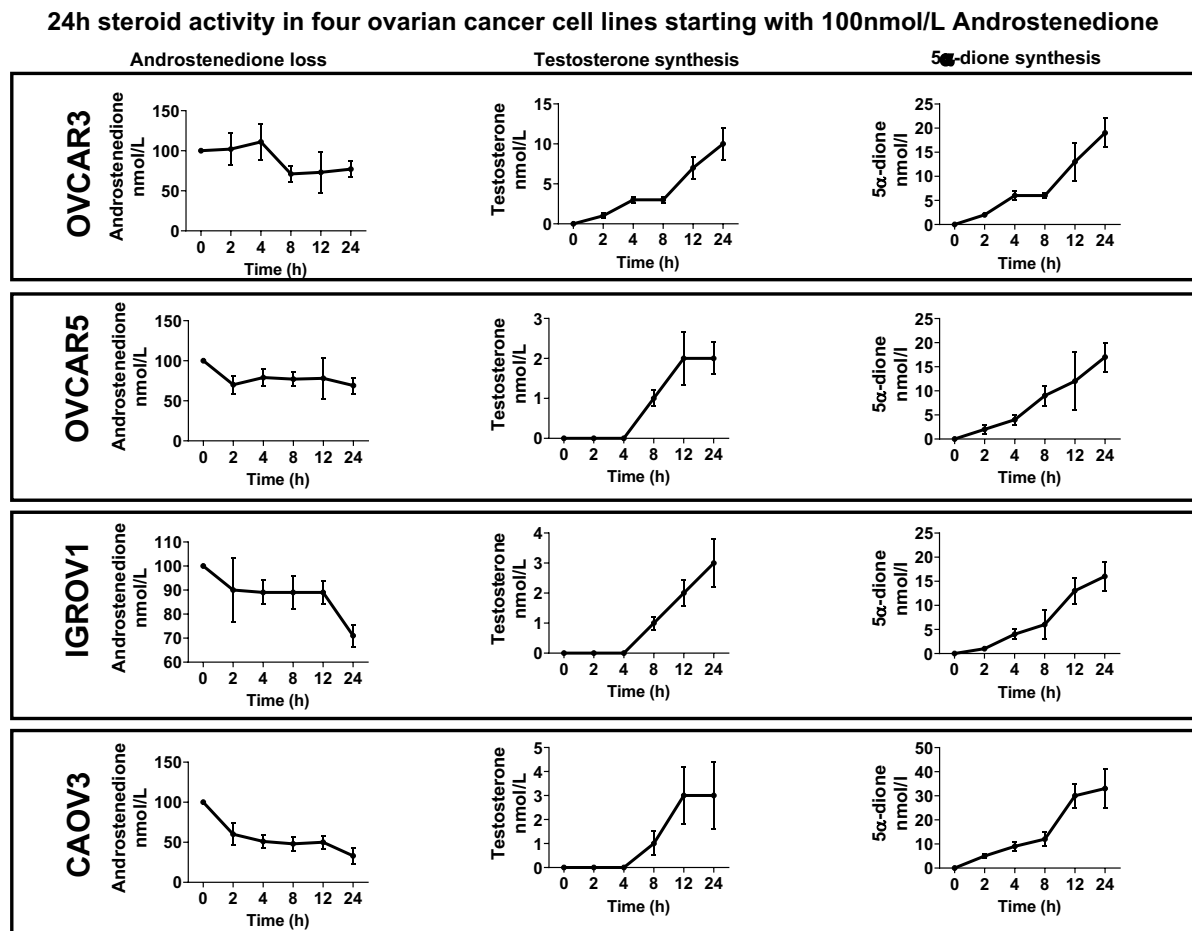 24h steroid activity in four ovarian cancer cell lines starting with 100nmol/L Androstenedione
Androstenedione loss
Testosterone synthesis
5α-dione synthesis
OVCAR3
Androstenedione
nmol/L
150
100
50
0
0 2 4 8 12 24
Time (h)
Testosterone
nmol/L
15
10
5
0
0 2 4 8 12 24
Time (h)
5α-dione
nmol/l
25
20
15
10
5
0
0 2 4 8 12 24
Time (h)
OVCAR5
Androstenedione
nmol/L
150
100
50
0
0 2 4 8 12 24
Time (h)
Testosterone
nmol/L
3
2
1
0
0 2 4 8 12 24
Time (h)
5α-dione
nmol/l
25
20
15
10
5
0
0 2 4 8 12 24
Time (h)
IGROV1
Androstenedione
nmol/L
110
100
90
80
70
60
0 2 4 8 12 24
Time (h)
Testosterone
nmol/L
4
3
2
1
0
0 2 4 8 12 24
Time (h)
5α-dione
nmol/l
25
20
15
10
5
0
0 2 4 8 12 24
Time (h)
CAOV3
Androstenedione
nmol/L
150
100
50
0
0 2 4 8 12 24
Time (h)
Testosterone
nmol/L
5
4
3
2
1
0
0 2 4 8 12 24
Time (h)
5α-dione
nmol/l
50
40
30
20
10
0
0 2 4 8 12 24
Time (h)